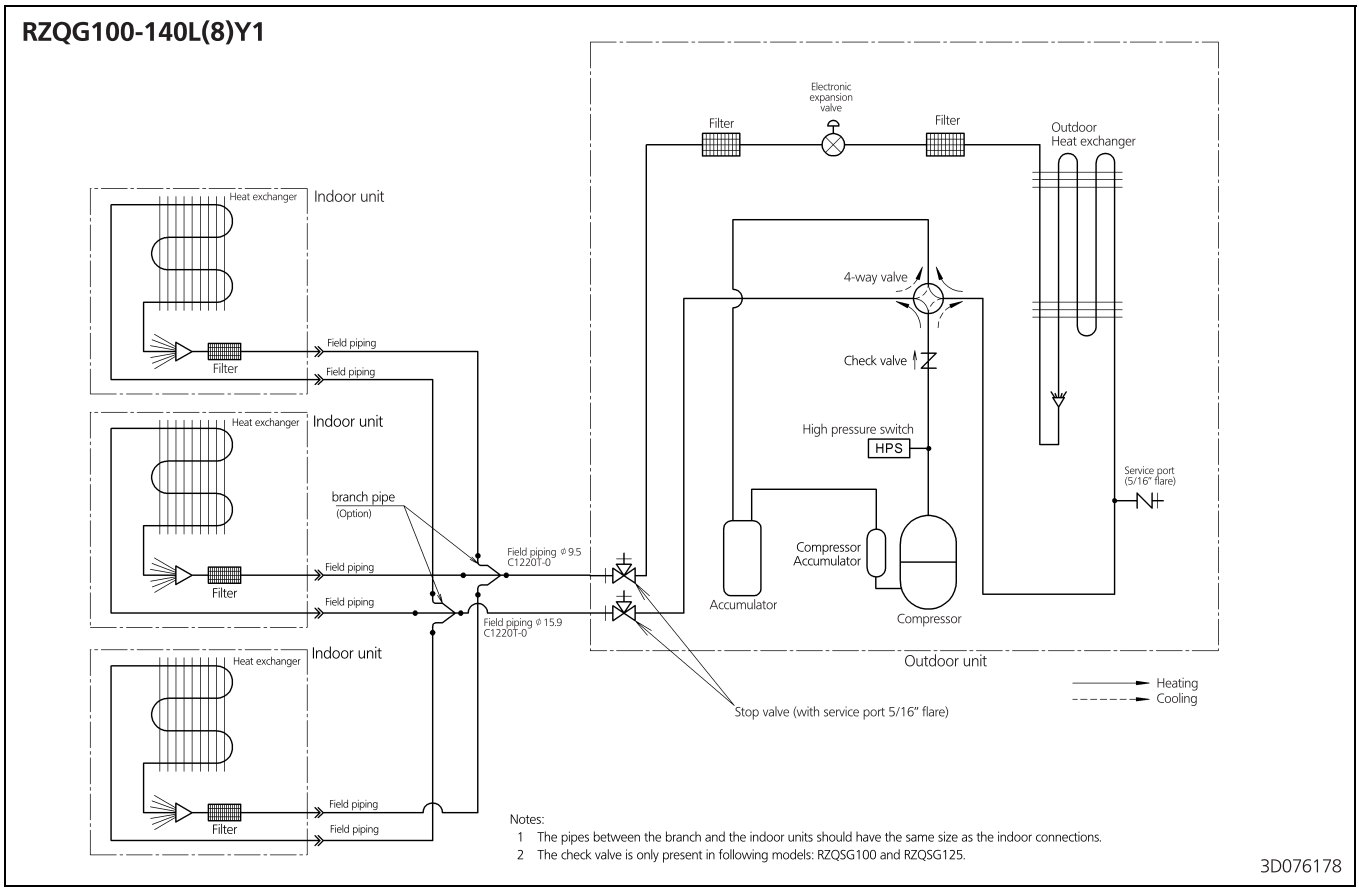 RZQG100-140L(8)Y1
Electronic
expansion
valve
Filter
Filter
Outdoor
Heat exchanger
Heat exchanger
Indoor unit
4-way valve
Field piping
Filter
Field piping
Check valve
Heat exchanger
Indoor unit
High pressure switch
HPS
Service port
(5/16” flare)
branch pipe
(Option)
Field piping ϕ9.5
C1220T-0
Compressor
Accumulator
Field piping
Filter
Field piping
Accumulator
Compressor
Field piping ϕ15.9
C1220T-0
Heat exchanger
Indoor unit
Outdoor unit
Heating
Cooling
Stop valve (with service port 5/16” flare)
Field piping
Filter
Field piping
Notes:
1 The pipes between the branch and the indoor units should have the same size as the indoor connections.
2 The check valve is only present in following models: RZQSG100 and RZQSG125.
3D076178